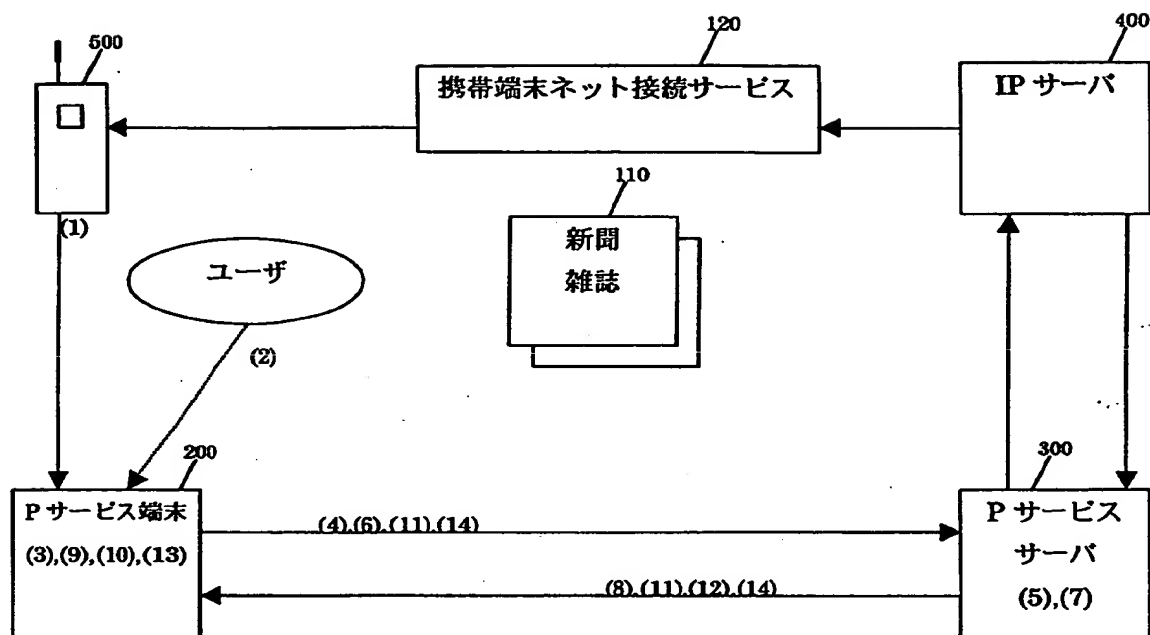 500
120
400
携帯端末ネット接続サービス
IP サーバ
110
新聞
雑誌
(1)
ユーザ
(2)
200
300
P サービス端末
(3),(9),(10),(13)
(4),(6),(11),(14)
(8),(11),(12),(14)
P サービス
サーバ
(5),(7)